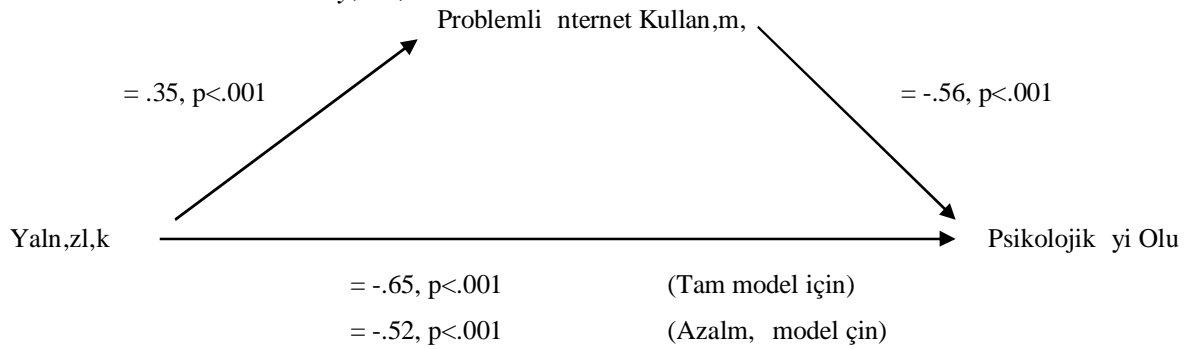 Problemli nternet Kullan,m,
= .35, p<.001
= -.56, p<.001
Yaln,zl,k
Psikolojik yi Olu
= -.65, p<.001 (Tam model için)
= -.52, p<.001 (Azalm, model çin)